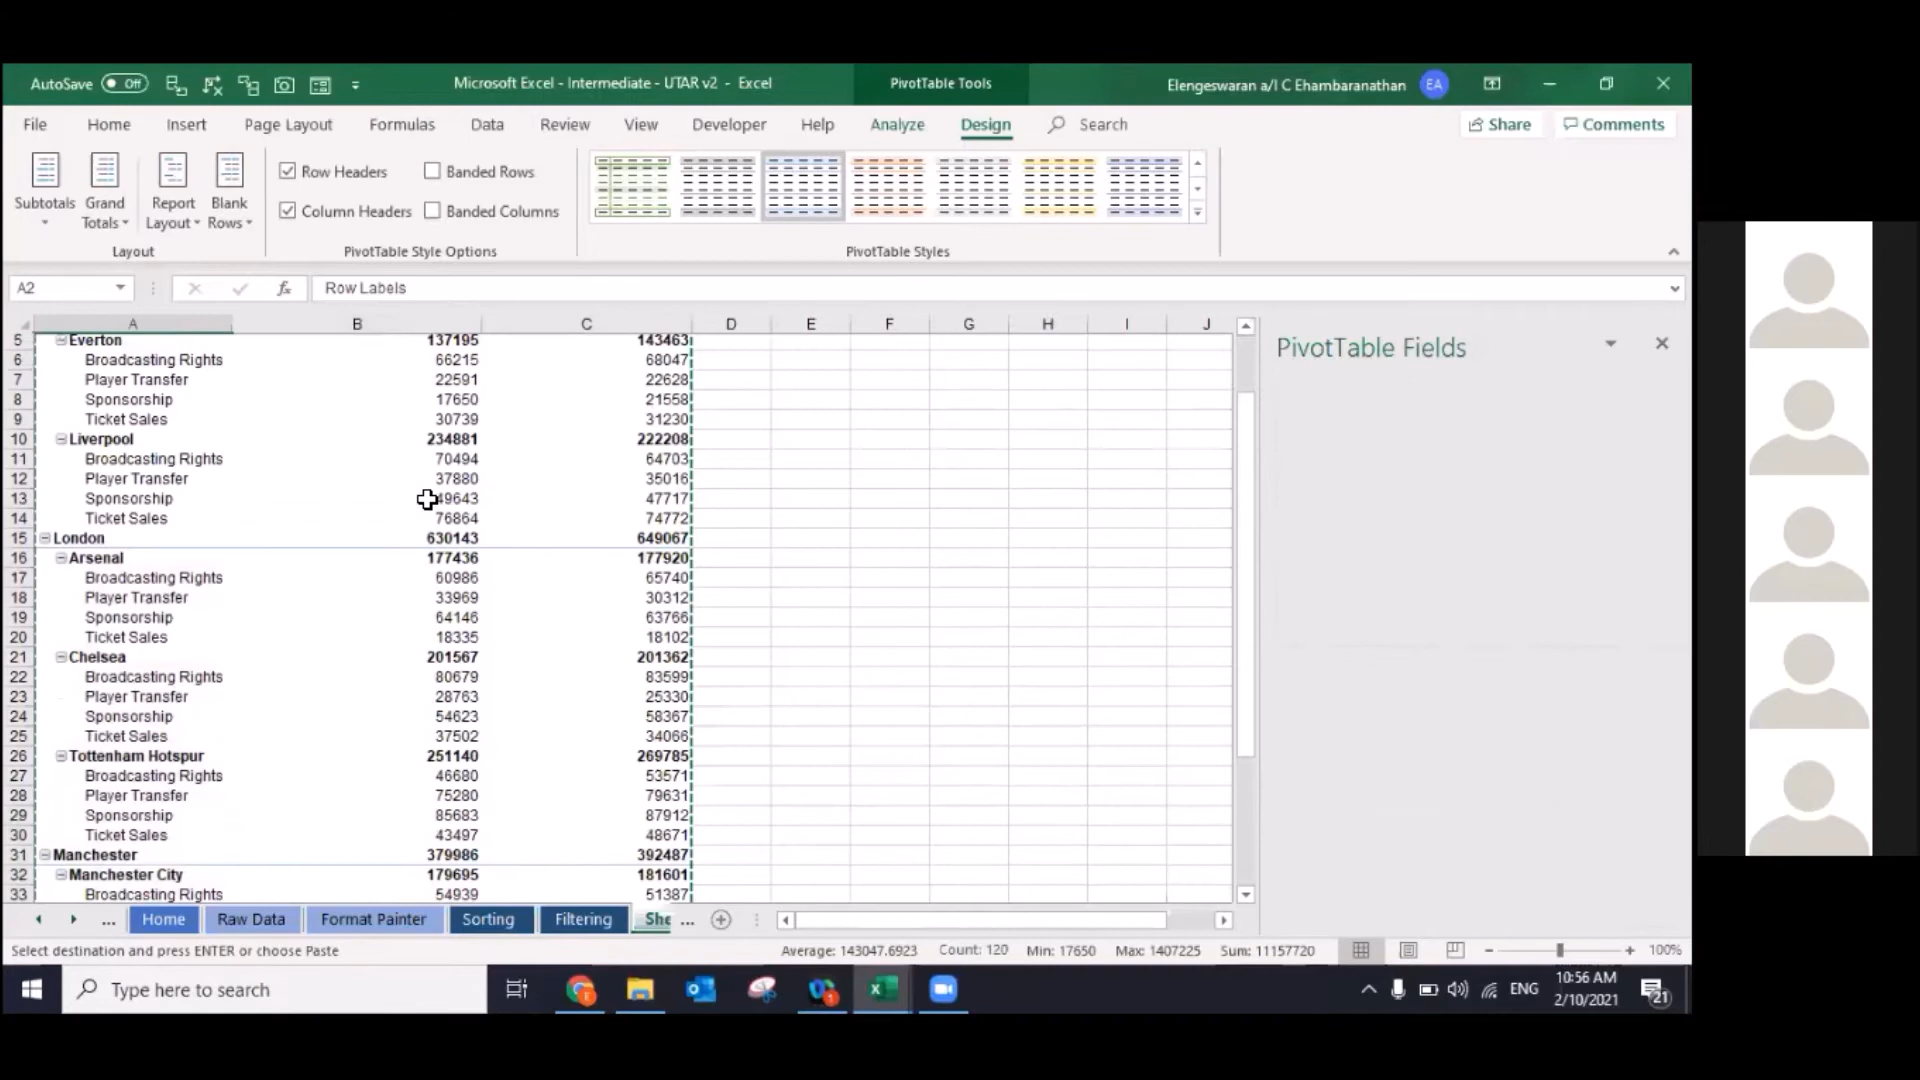 AutoSave Off Microsoft Excel - Intermediate - UTAR v2 - Excel PivotTable Tools Elengeswaran a/l C Ehambaranathan EA
File Home Insert Page Layout Formulas Data Review View Developer Help Analyze Design Search Share Comments
Row Headers Banded Rows
Subtotals Grand Totals Report Layout Blank Rows
Column Headers Banded Columns
Layout PivotTable Style Options PivotTable Styles
A2 fx Row Labels
A B C D E F G H I J
PivotTable Fields
5 Everton 137195 143463
6 Broadcasting Rights 66215 68047
7 Player Transfer 22591 22628
8 Sponsorship 17650 21558
9 Ticket Sales 30739 31230
10 Liverpool 234881 222208
11 Broadcasting Rights 70494 64703
12 Player Transfer 37880 35016
13 Sponsorship 49643 47717
14 Ticket Sales 76864 74772
15 London 630143 649067
16 Arsenal 177436 177920
17 Broadcasting Rights 60986 65740
18 Player Transfer 33969 30312
19 Sponsorship 64146 63766
20 Ticket Sales 18335 18102
21 Chelsea 201567 201362
22 Broadcasting Rights 80679 83599
23 Player Transfer 28763 25330
24 Sponsorship 54623 58367
25 Ticket Sales 37502 34066
26 Tottenham Hotspur 251140 269785
27 Broadcasting Rights 46680 53571
28 Player Transfer 75280 79631
29 Sponsorship 85683 87912
30 Ticket Sales 43497 48671
31 Manchester 379986 392487
32 Manchester City 179695 181601
33 Broadcasting Rights 54939 51387
... Home Raw Data Format Painter Sorting Filtering She ...
Select destination and press ENTER or choose Paste Average: 143047.6923 Count: 120 Min: 17650 Max: 1407225 Sum: 11157720 100%
Type here to search ENG 10:56 AM
2/10/2021 21